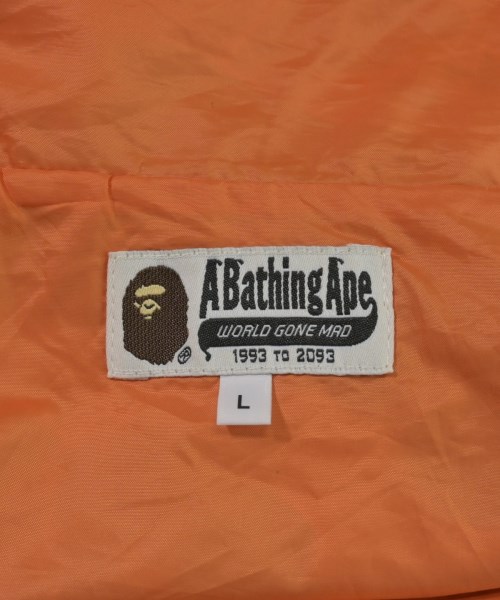 A Bathing Ape
WORLD GONE MAD
1993 TO 2093
L